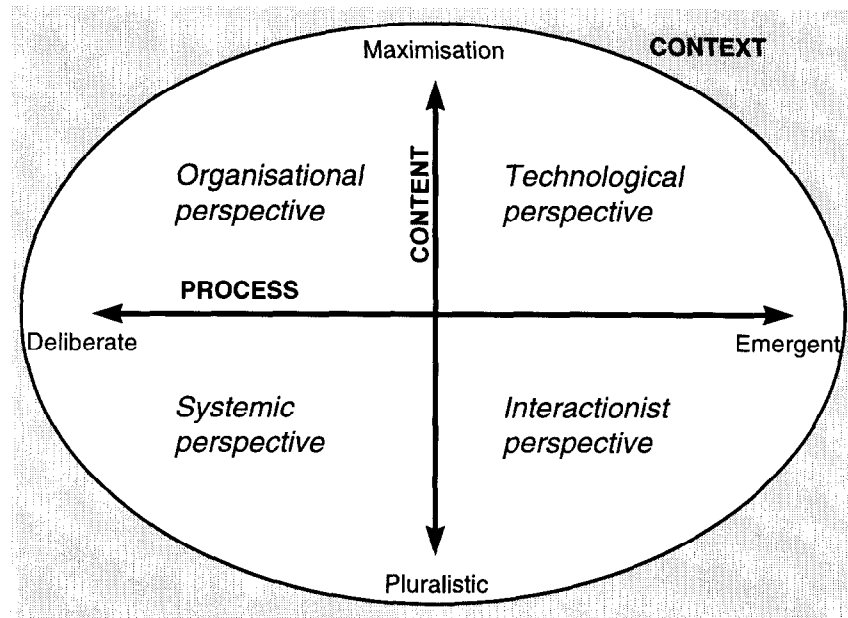 CONTEXT
Maximisation
CONTENT
Organisational
perspective
Technological
perspective
PROCESS
Deliberate
Emergent
Systemic
perspective
Interactionist
perspective
Pluralistic